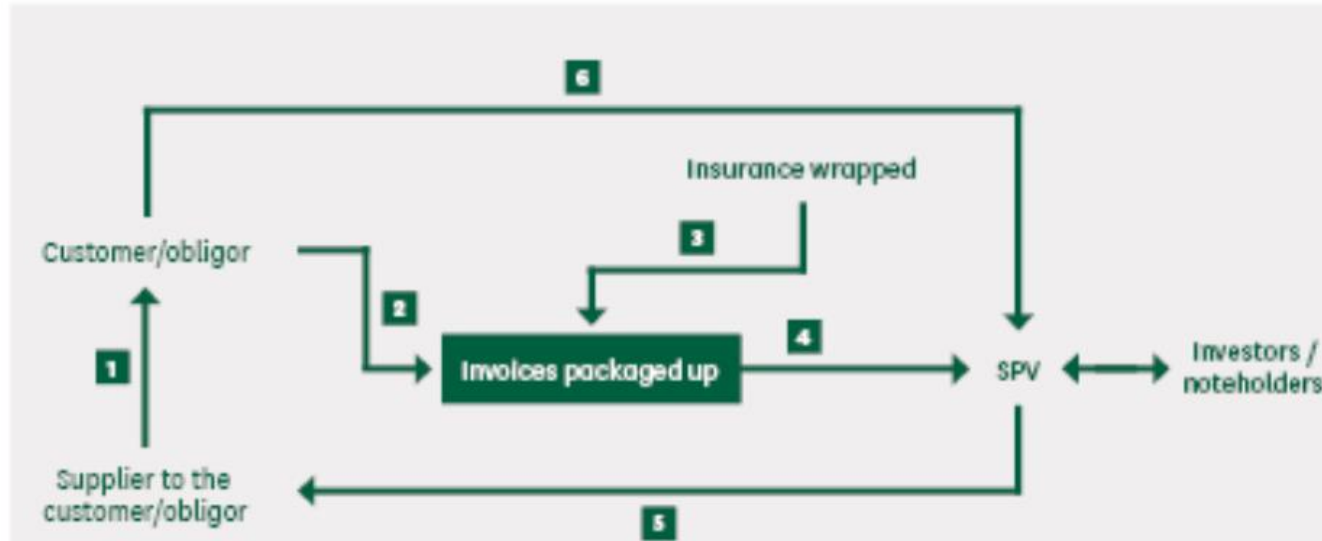 6
Insurance wrapped
3
Customer/obligor
2
4
Invoices packaged up
1
SPV
Investors /
noteholders
Supplier to the
customer/obligor
5